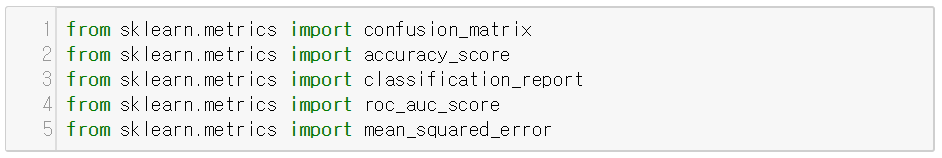 1 from sklearn.metrics import confusion_matrix
2 from sklearn.metrics import accuracy_score
3 from sklearn.metrics import classification_report
4 from sklearn.metrics import roc_auc_score
5 from sklearn.metrics import mean_squared_error